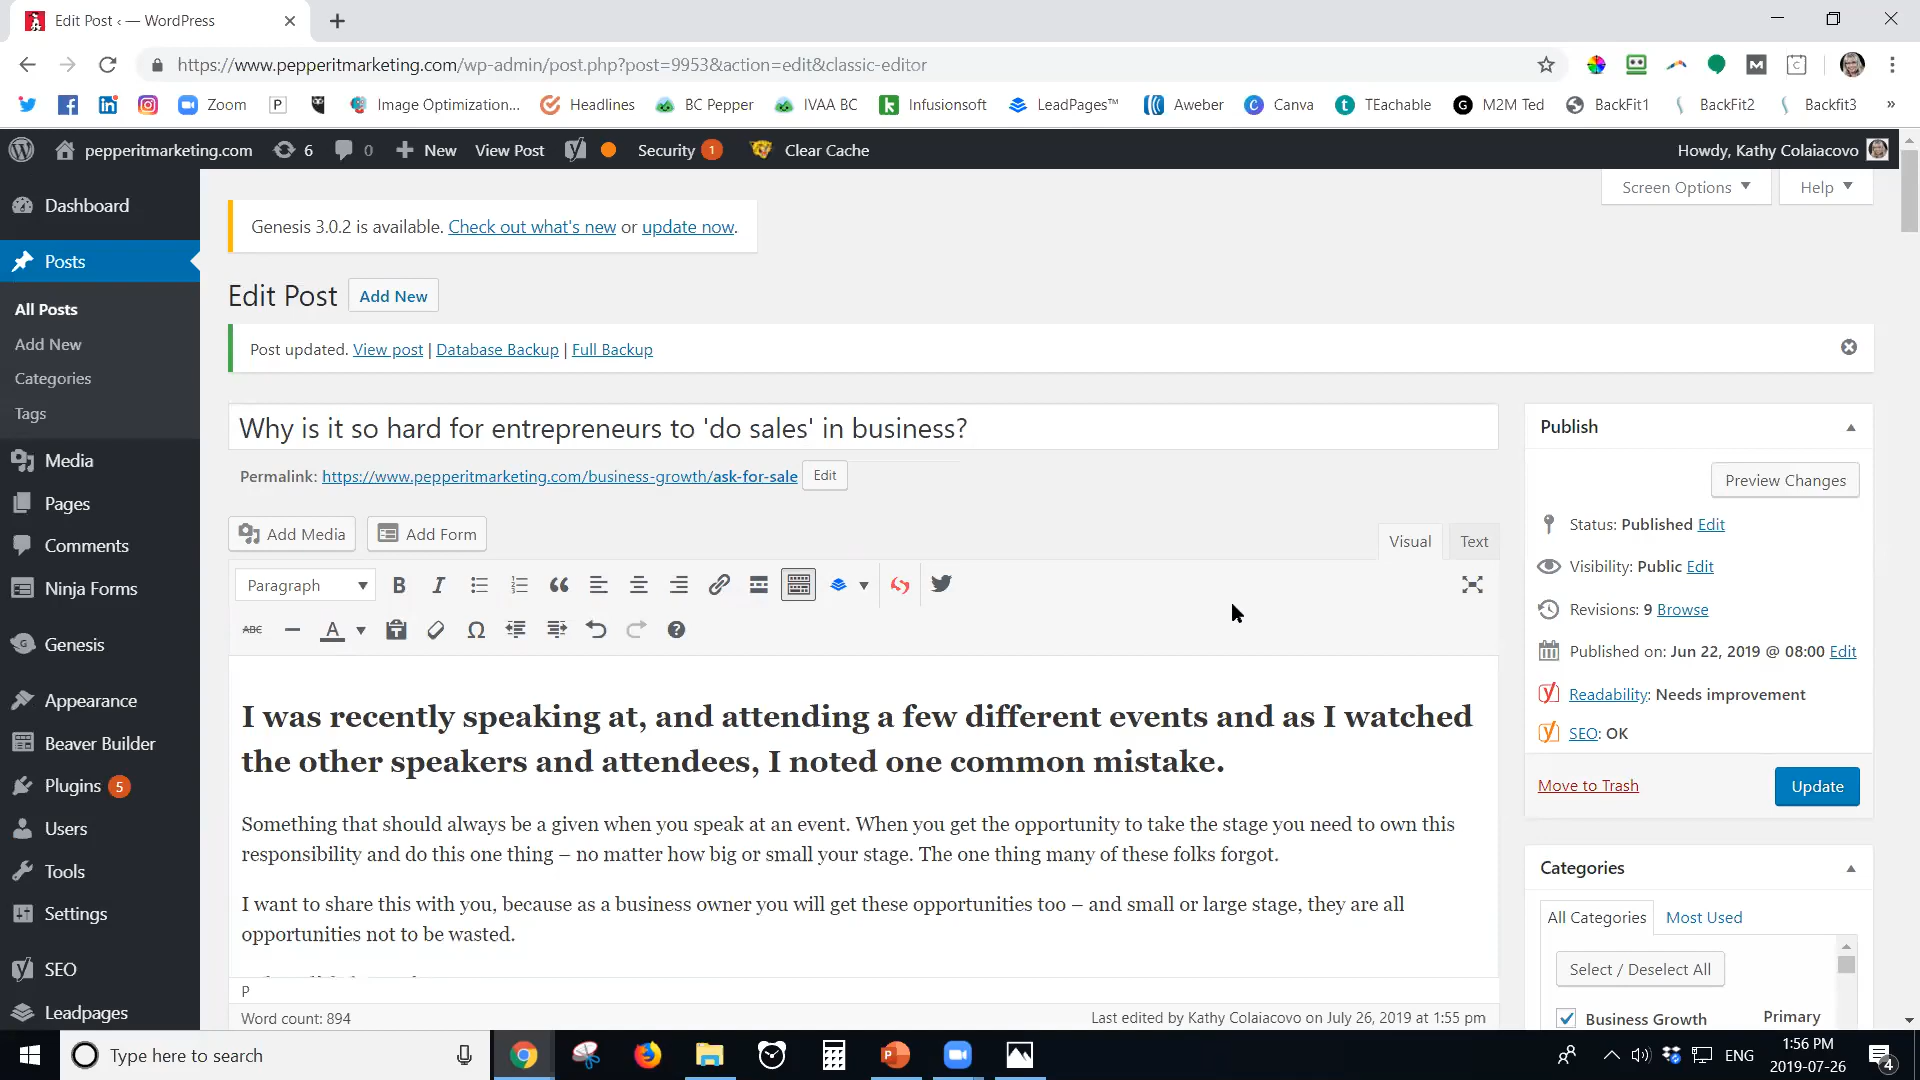 Edit Post ‹ — WordPress
https://www.pepperitmarketing.com/wp-admin/post.php?post=9953&action=edit&classic-editor
Zoom P Image Optimization... Headlines BC Pepper IVAA BC Infusionsoft LeadPages™ Aweber Canva TEachable M2M Ted BackFit1 BackFit2 Backfit3 »
pepperitmarketing.com 6 0 New View Post Security 1 Clear Cache Howdy, Kathy Colaiacovo
Screen Options Help
Dashboard
Posts
All Posts
Add New
Categories
Tags
Media
Pages
Comments
Ninja Forms
Genesis
Appearance
Beaver Builder
Plugins 5
Users
Tools
Settings
SEO
Leadpages
Genesis 3.0.2 is available. Check out what's new or update now.
Edit Post Add New
Post updated. View post | Database Backup | Full Backup
Why is it so hard for entrepreneurs to 'do sales' in business?
Permalink: https://www.pepperitmarketing.com/business-growth/ask-for-sale Edit
Add Media Add Form
Visual Text
Paragraph B I
ABC A
I was recently speaking at, and attending a few different events and as I watched
the other speakers and attendees, I noted one common mistake.
Something that should always be a given when you speak at an event. When you get the opportunity to take the stage you need to own this
responsibility and do this one thing – no matter how big or small your stage. The one thing many of these folks forgot.
I want to share this with you, because as a business owner you will get these opportunities too – and small or large stage, they are all
opportunities not to be wasted.
P
Word count: 894
Last edited by Kathy Colaiacovo on July 26, 2019 at 1:55 pm
Publish
Preview Changes
Status: Published Edit
Visibility: Public Edit
Revisions: 9 Browse
Published on: Jun 22, 2019 @ 08:00 Edit
Readability: Needs improvement
SEO: OK
Move to Trash Update
Categories
All Categories Most Used
Select / Deselect All
Business Growth Primary
Type here to search
ENG
1:56 PM
2019-07-26
4